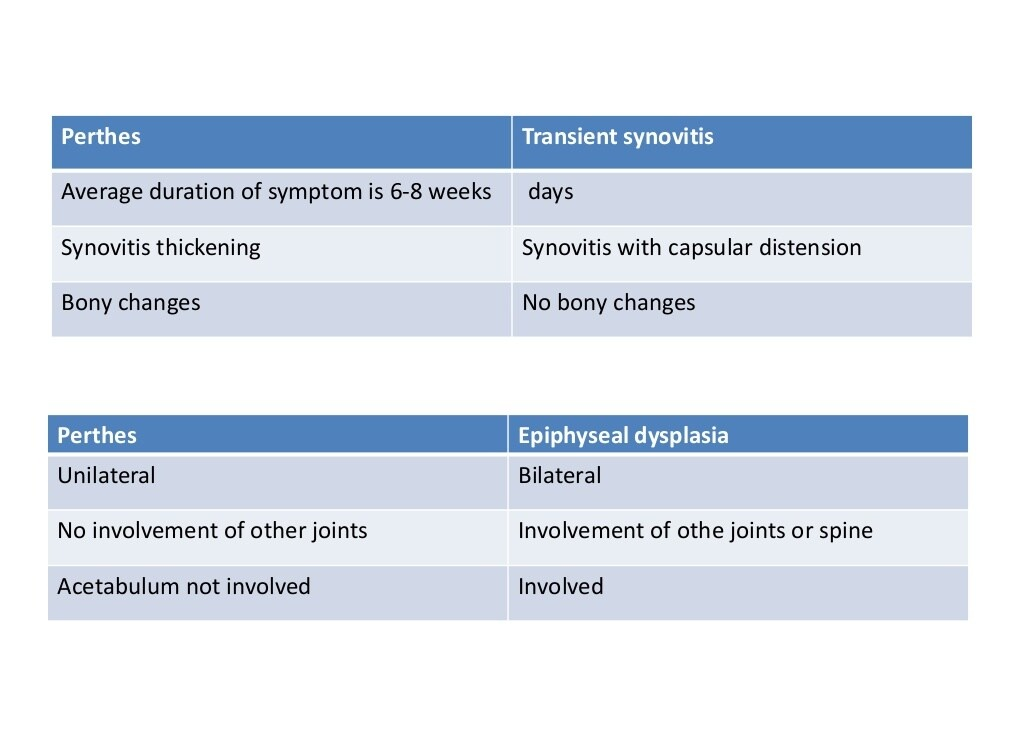 Perthes Transient synovitis
Average duration of symptom is 6-8 weeks days
Synovitis thickening Synovitis with capsular distension
Bony changes No bony changes
Perthes Epiphyseal dysplasia
Unilateral Bilateral
No involvement of other joints Involvement of othe joints or spine
Acetabulum not involved Involved